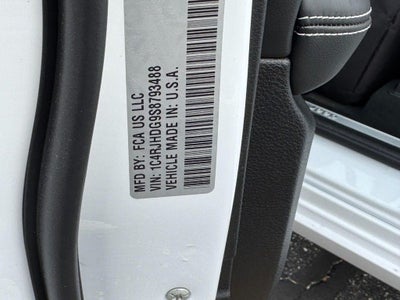 MFD BY: FCA US LLC
VIN: 1C4RJHDG9S8793488
VEHICLE MADE IN: U.S.A.